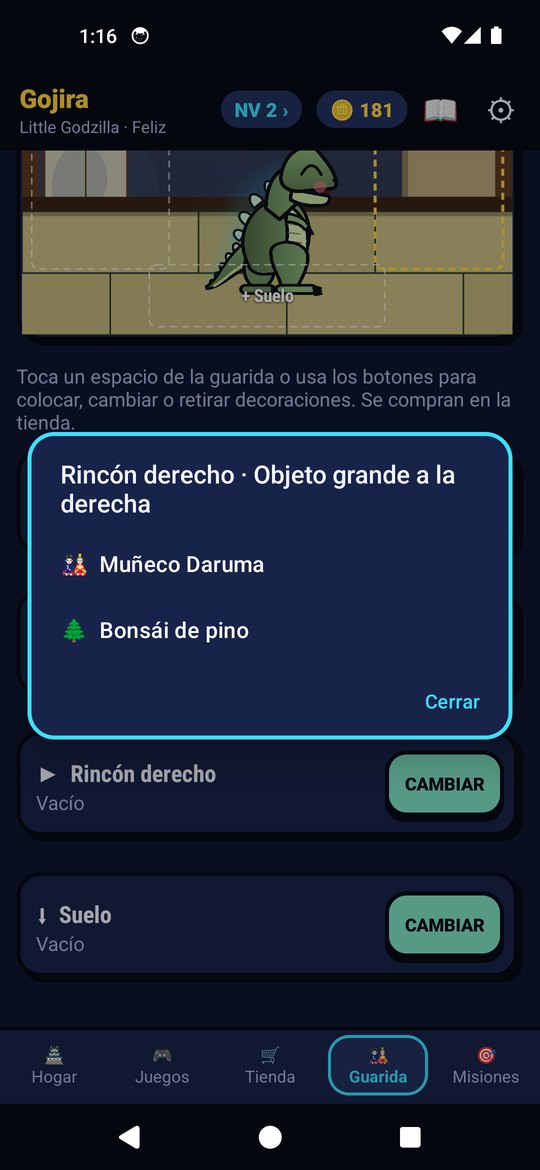 1:16
Gojira
Little Godzilla · Feliz
NV 2 ›
181
+ Suelo
Toca un espacio de la guarida o usa los botones para
colocar, cambiar o retirar decoraciones. Se compran en la
tienda.
Rincón derecho · Objeto grande a la
derecha
Muñeco Daruma
Bonsái de pino
Cerrar
Rincón derecho
Vacío
CAMBIAR
Suelo
Vacío
CAMBIAR
Hogar
Juegos
Tienda
Guarida
Misiones